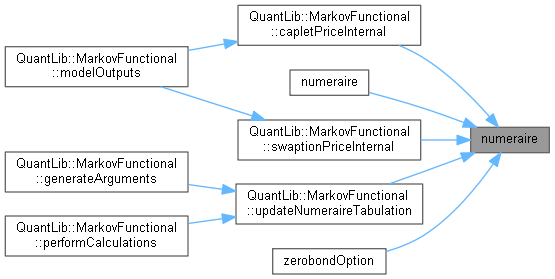 QuantLib::MarkovFunctional
::modelOutputs
QuantLib::MarkovFunctional
::capletPriceInternal
numeraire
QuantLib::MarkovFunctional
::swaptionPriceInternal
numeraire
QuantLib::MarkovFunctional
::generateArguments
QuantLib::MarkovFunctional
::updateNumeraireTabulation
QuantLib::MarkovFunctional
::performCalculations
zerobondOption